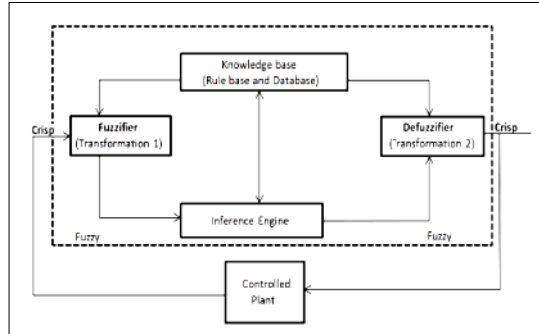 Knowledge base
(Rule base and Database)
Crisp
Fuzzifier
(Transformation 1)
Defuzzifier
(Transformation 2)
Crisp
Inference Engine
Fuzzy
Fuzzy
Controlled
Plant